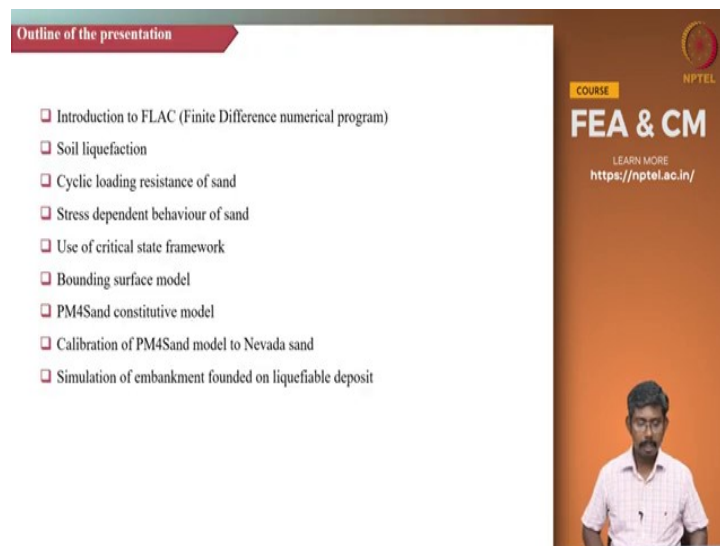 Outline of the presentation
Introduction to FLAC (Finite Difference numerical program)
Soil liquefaction
Cyclic loading resistance of sand
Stress dependent behaviour of sand
Use of critical state framework
Bounding surface model
PM4Sand constitutive model
Calibration of PM4Sand model to Nevada sand
Simulation of embankment founded on liquefiable deposit
NPTEL
COURSE
FEA & CM
LEARN MORE
https://nptel.ac.in/